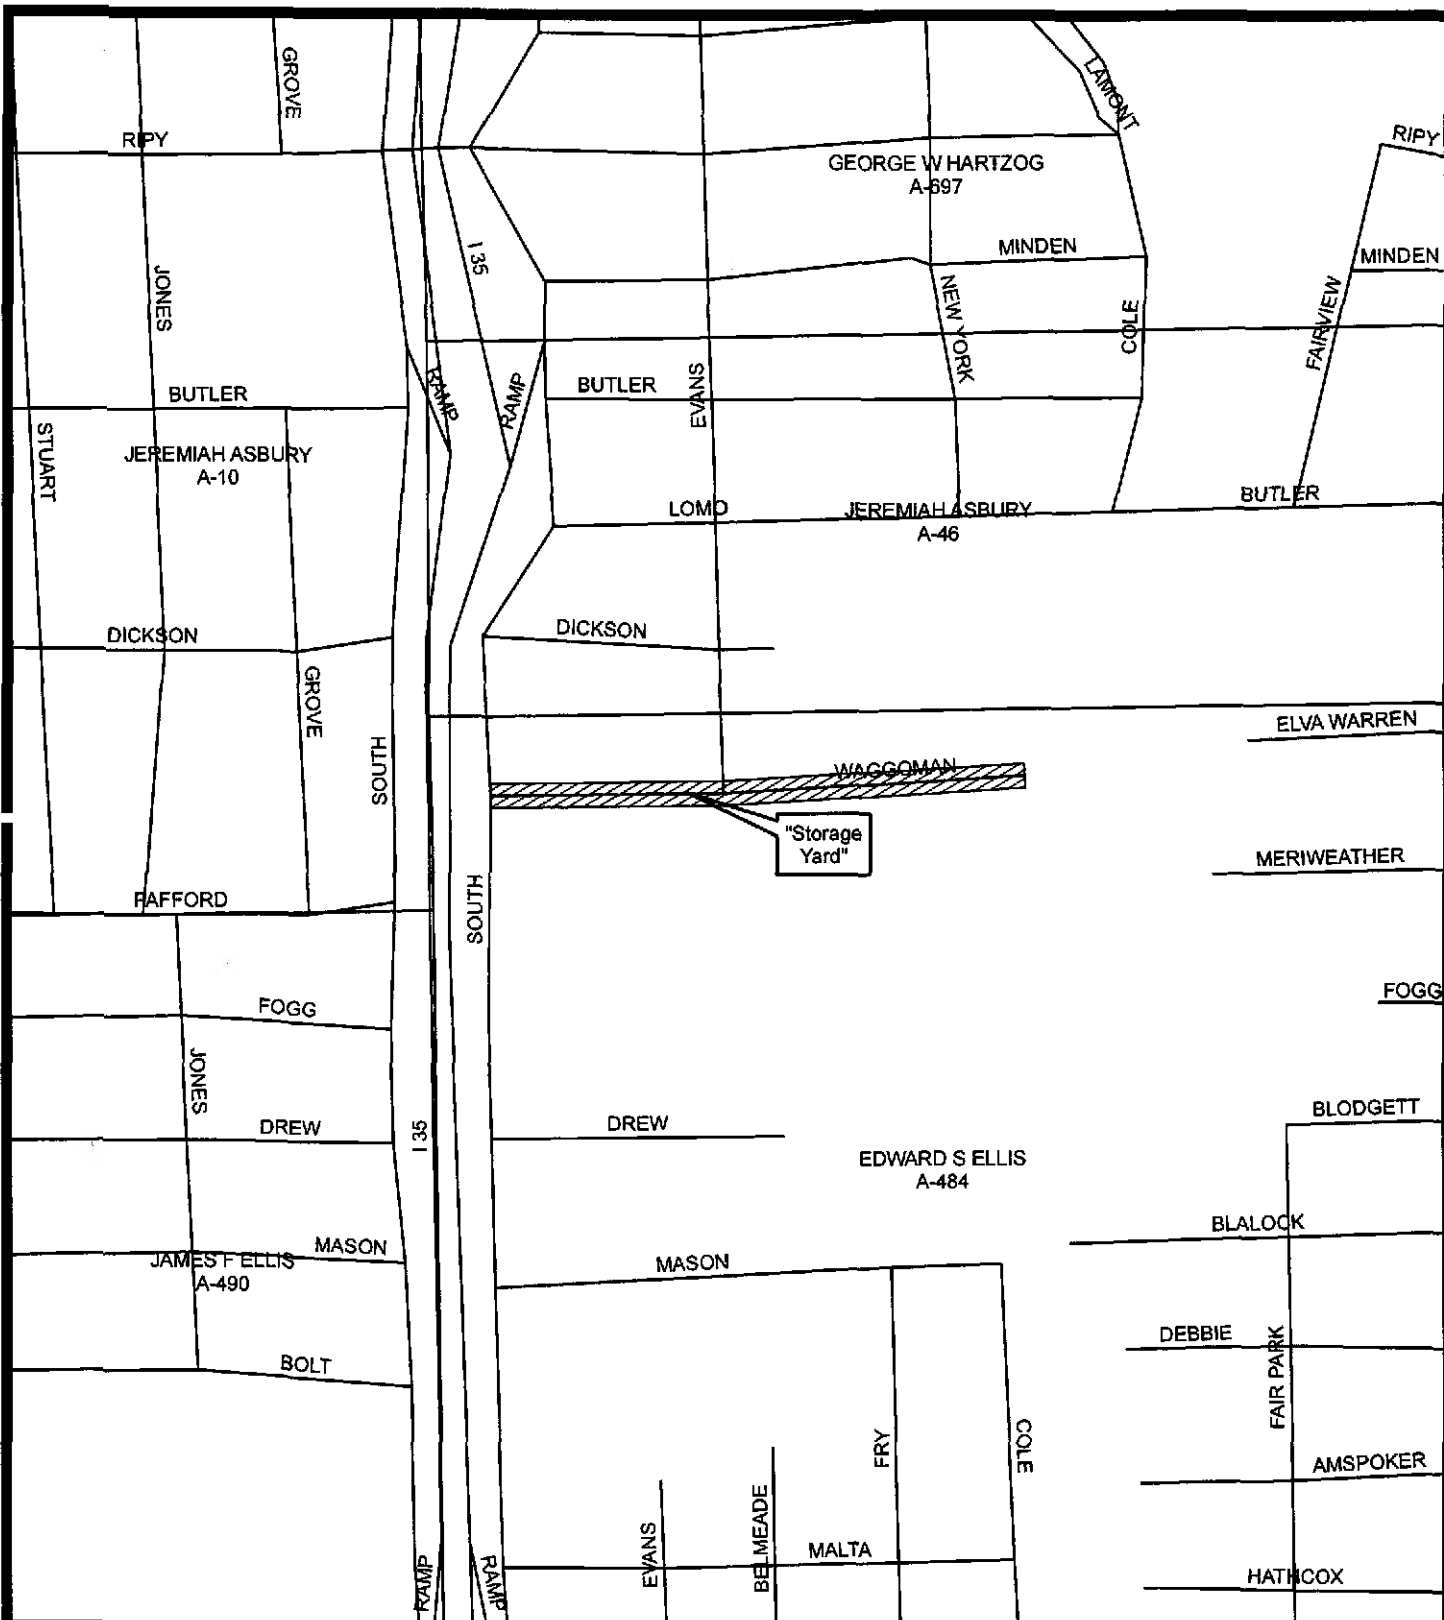 GROVE
LAMONT
RIPY
RIPY
GEORGE W HARTZOG
A-697
I 35
MINDEN
MINDEN
JONES
NEW YORK
COLE
FAIRVIEW
BUTLER
RAMP
RAMP
BUTLER
EVANS
STUART
JEREMIAH ASBURY
A-10
LOMO
JEREMIAH ASBURY
A-46
BUTLER
DICKSON
DICKSON
GROVE
SOUTH
ELVA WARREN
WAGGOMAN
"Storage
Yard"
MERIWEATHER
PAFFORD
SOUTH
FOGG
FOGG
JONES
DREW
I 35
DREW
BLODGETT
EDWARD S ELLIS
A-484
BLALOCK
MASON
JAMES F ELLIS
A-490
MASON
DEBBIE
FAIR PARK
BOLT
FRY
COLE
AMSPOKER
EVANS
BELMEADE
MALTA
RAMP
RAMP
HATHCOX